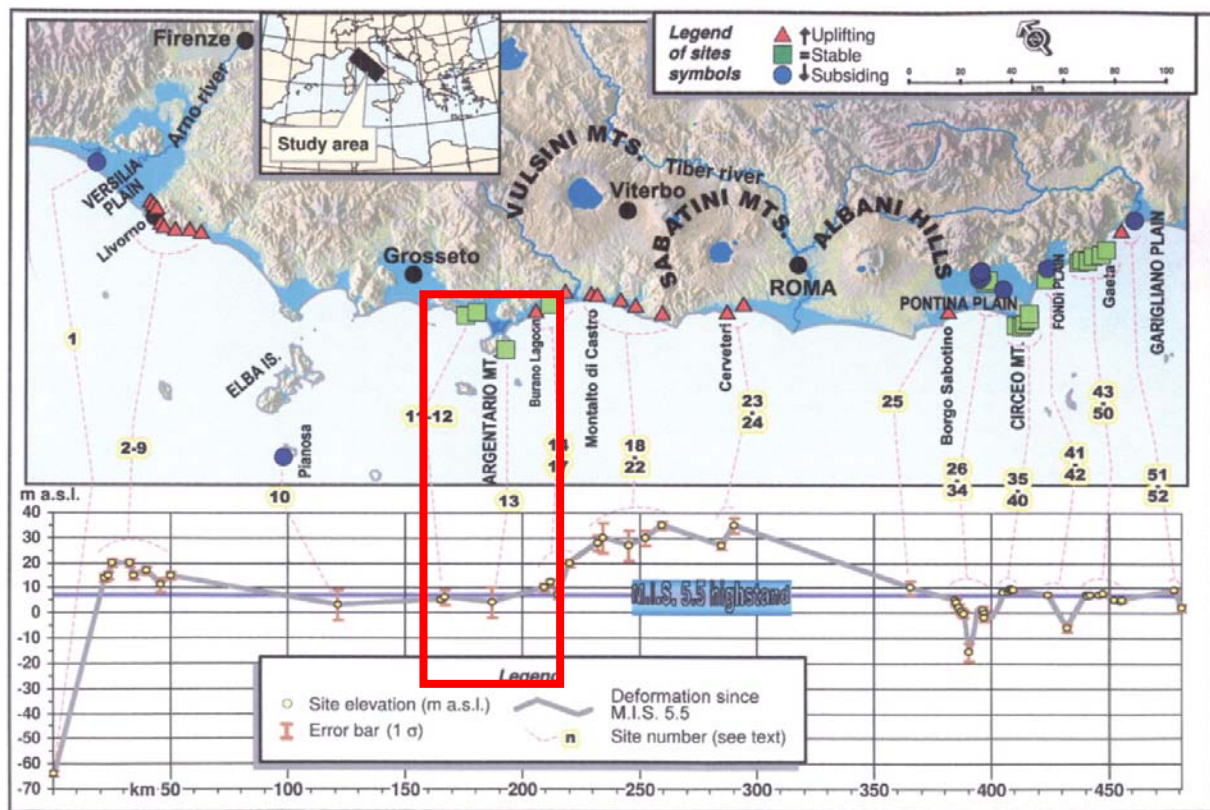 Firenze
Arno river
VERSILIA
PLAIN
Livorno
Study area
Legend
of sites
symbols
↑Uplifting
=Stable
↓Subsiding
0 20 40 60 80 100
km
VULSINI MTS.
Viterbo
Tiber river
SABATINI MTS.
ALBANI HILLS
Grosseto
ROMA
PONTINA PLAIN
FONDI PLAIN
Gaeta
GARIGLIANO PLAIN
ELBA IS.
Pianosa
ARGENTARIO MT.
Burano Lagoon
Montalto di Castro
Cerveteri
Borgo Sabotino
CIRCEO MT.
1
2-9
10
11-12
13
14
17
18
22
23
24
25
26
34
35
40
41
42
43
50
51
52
m a.s.l.
40
30
20
10
0
-10
-20
-30
-40
-50
-60
-70
M.I.S. 5.5 highstand
Legend
Site elevation (m a.s.l.)
Error bar (1 σ)
Deformation since
M.I.S. 5.5
n Site number (see text)
0 km 50 100 150 200 250 300 350 400 450